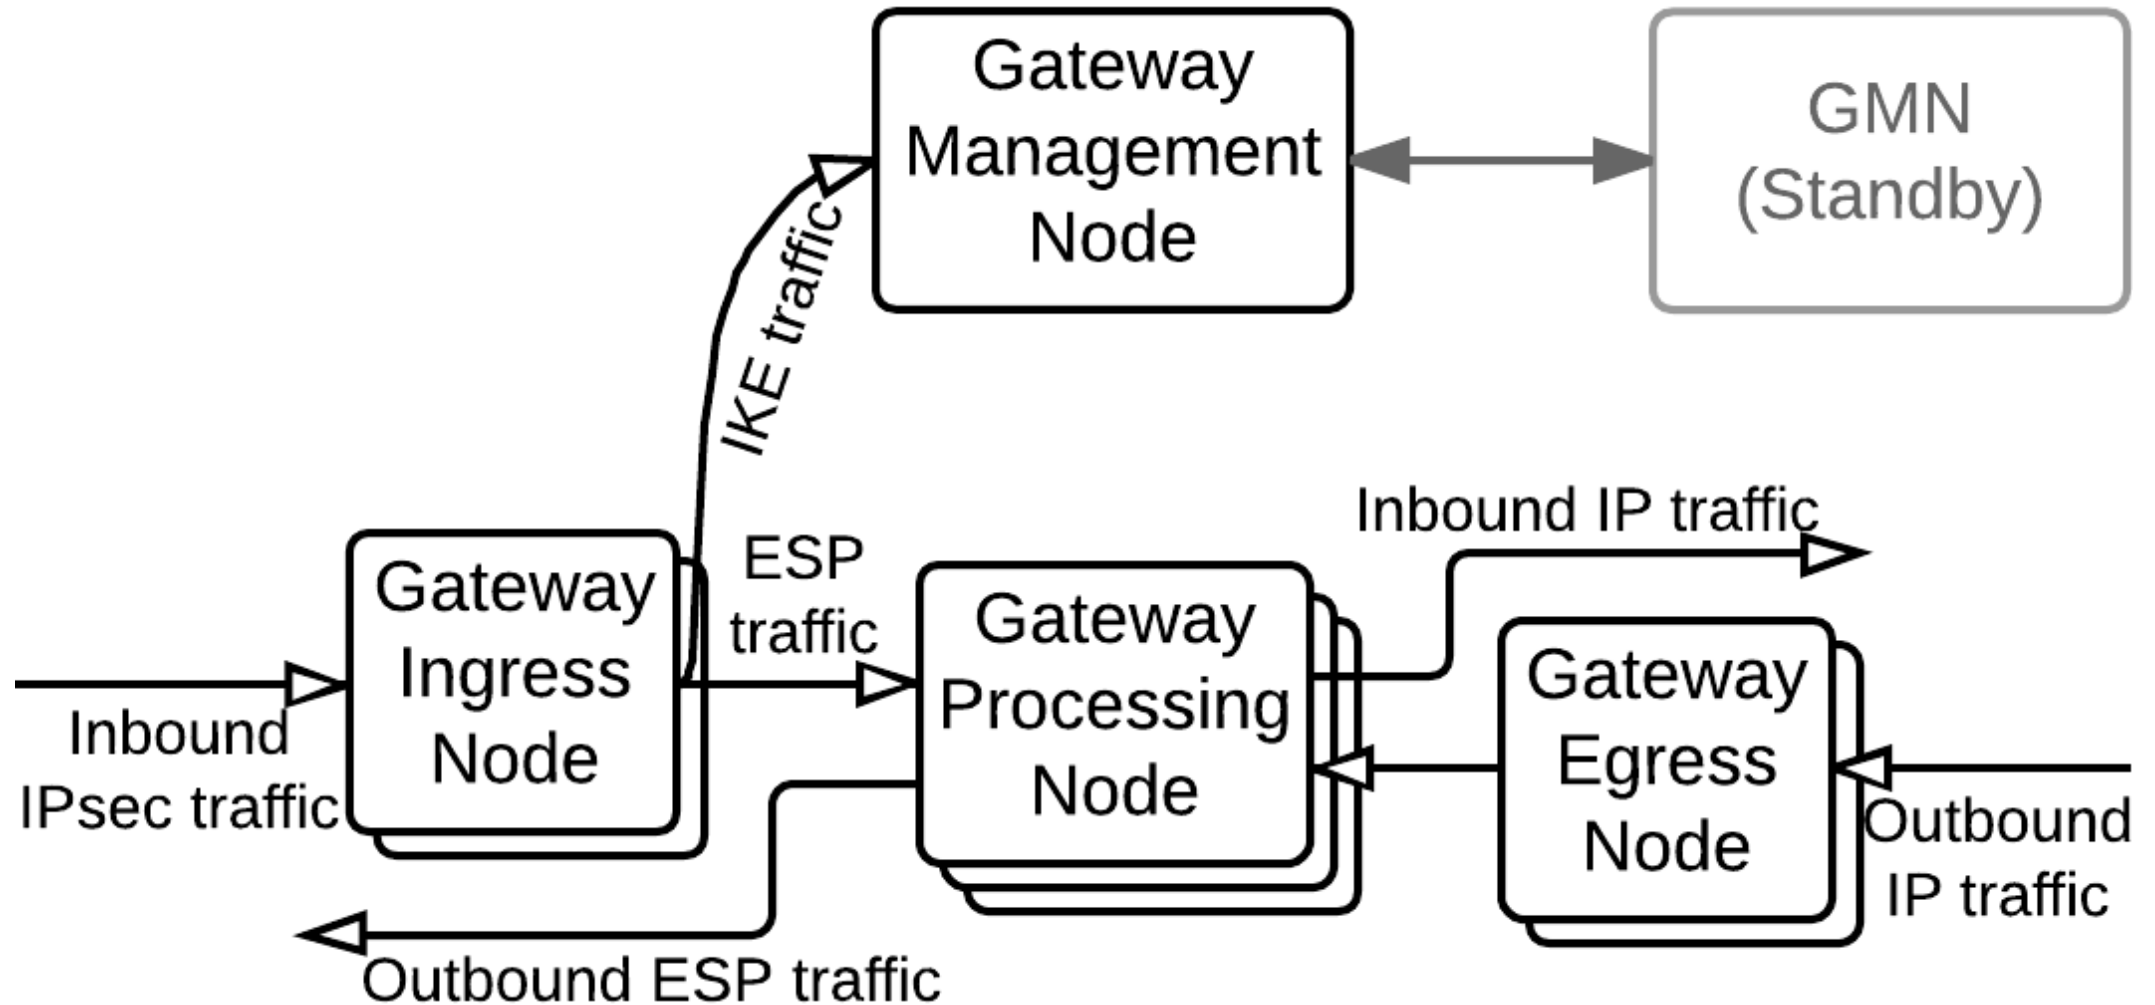 Gateway
Management
Node
GMN
(Standby)
IKE traffic
Inbound IP traffic
ESP
traffic
Gateway
Ingress
Node
Gateway
Processing
Node
Gateway
Egress
Node
Inbound
IPsec traffic
Outbound
IP traffic
Outbound ESP traffic